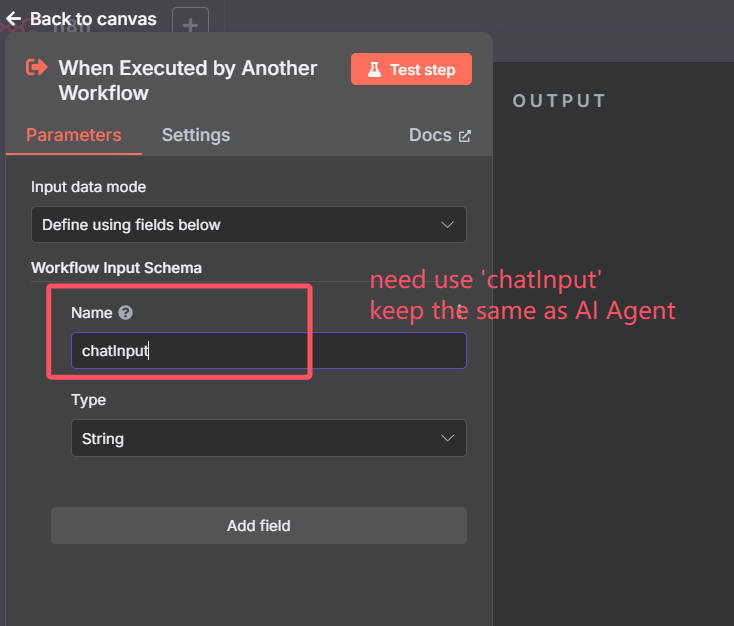 Back to canvas
n8n
+
When Executed by Another
Workflow
Test step
OUTPUT
Parameters
Settings
Docs
Input data mode
Define using fields below
Workflow Input Schema
need use 'chatInput'
keep the same as AI Agent
Name
chatInput
Type
String
Add field